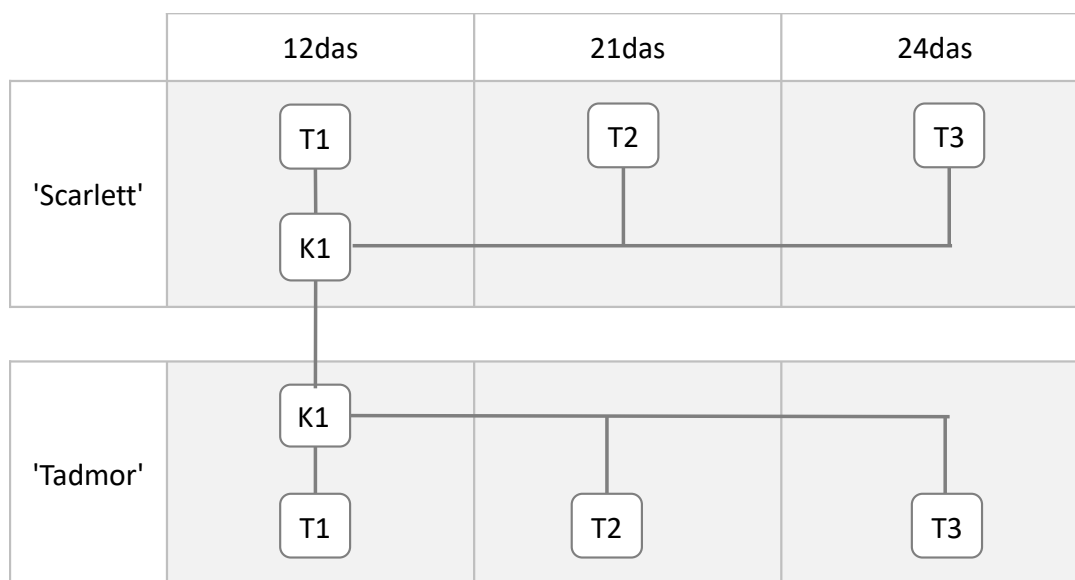 12das 21das 24das
'Scarlett'
T1 T2 T3
K1
'Tadmor'
K1
T1 T2 T3